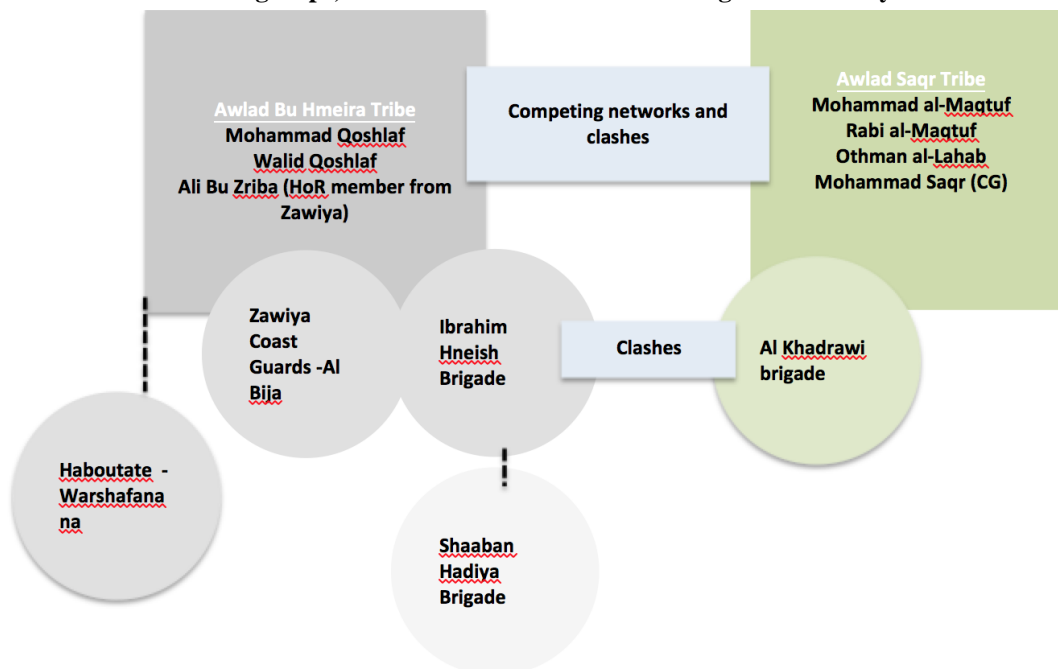 Awlad Bu Hmeira Tribe
Mohammad Qoshlaf
Walid Qoshlaf
Ali Bu Zriba (HoR member from
Zawiya)
Competing networks and
clashes
Awlad Saqr Tribe
Mohammad al-Maqtuf
Rabi al-Maqtuf
Othman al-Lahab
Mohammad Saqr (CG)
Zawiya
Coast
Guards -Al
Bija
Ibrahim
Hneish
Brigade
Clashes
Al Khadrawi
brigade
Haboutate -
Warshafana
na
Shaaban
Hadiya
Brigade